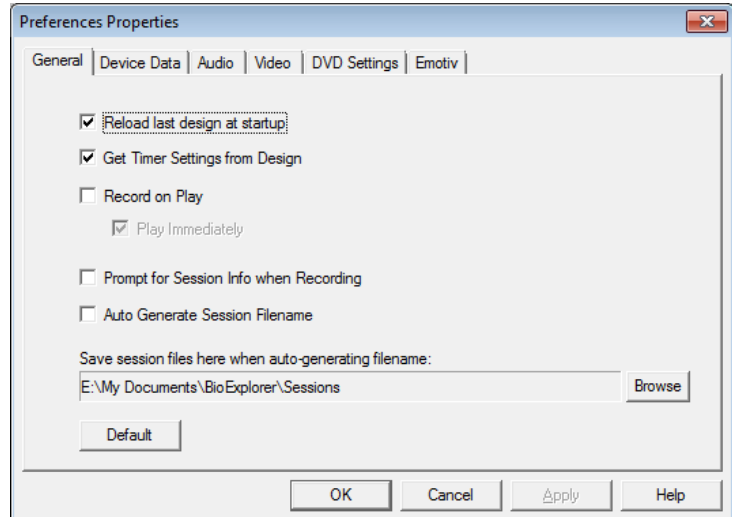 Preferences Properties
General Device Data Audio Video DVD Settings Emotiv
Reload last design at startup
Get Timer Settings from Design
Record on Play
Play Immediately
Prompt for Session Info when Recording
Auto Generate Session Filename
Save session files here when auto-generating filename:
E:\My Documents\BioExplorer\Sessions Browse
Default
OK Cancel Apply Help